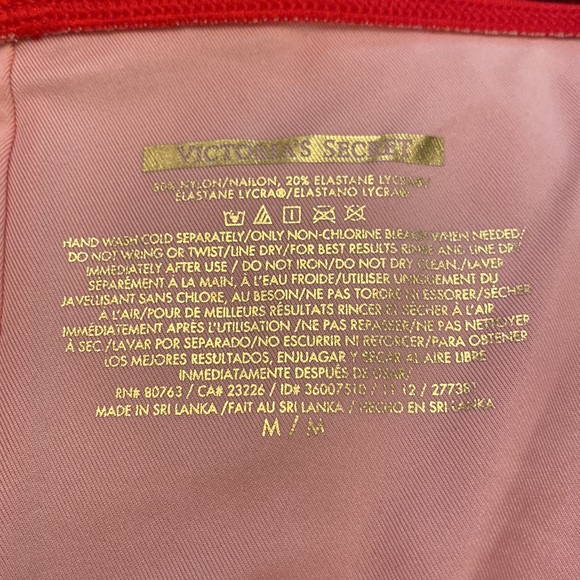 VICTORIA'S SECRET
80% NYLON/NAILON, 20% ELASTANE LYCRA®/
ELASTANE LYCRA®/ELASTANO LYCRA®
HAND WASH COLD SEPARATELY/ONLY NON-CHLORINE BLEACH WHEN NEEDED/
DO NOT WRING OR TWIST/LINE DRY/FOR BEST RESULTS RINSE AND LINE DRY
IMMEDIATELY AFTER USE / DO NOT IRON/DO NOT DRY CLEAN./LAVER
SEPARÉMENT À LA MAIN, À L'EAU FROIDE/UTILISER UNIQUEMENT DU
JAVELLISANT SANS CHLORE, AU BESOIN/NE PAS TORDRE NI ESSORER/SÉCHER
À L'AIR/POUR DE MEILLEURS RÉSULTATS RINCER ET SÉCHER À L'AIR
IMMÉDIATEMENT APRÈS L'UTILISATION /NE PAS REPASSER/NE PAS NETTOYER
À SEC./LAVAR POR SEPARADO/NO ESCURRIR NI RETORCER/PARA OBTENER
LOS MEJORES RESULTADOS, ENJUAGAR Y SECAR AL AIRE LIBRE
INMEDIATAMENTE DESPUÉS DE USAR/
RN# 80763 / CA# 23226 / ID# 36007510 / 11 12 / 277381
MADE IN SRI LANKA /FAIT AU SRI LANKA / HECHO EN SRI LANKA
M / M